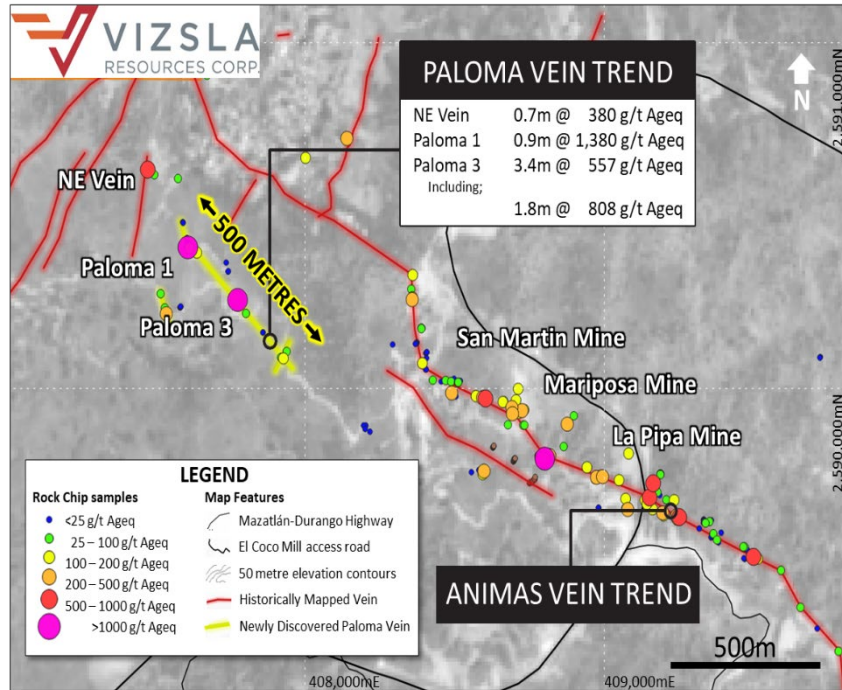 VIZSLA
RESOURCES CORP.
PALOMA VEIN TREND
NE Vein 0.7m @ 380 g/t Ageq
Paloma 1 0.9m @ 1,380 g/t Ageq
Paloma 3 3.4m @ 557 g/t Ageq
Including;
1.8m @ 808 g/t Ageq
N
2,591,000mN
NE Vein
500 METRES
Paloma 1
Paloma 3
San Martin Mine
Mariposa Mine
La Pipa Mine
2,590,000mN
ANIMAS VEIN TREND
LEGEND
Rock Chip samples
<25 g/t Ageq
25 – 100 g/t Ageq
100 – 200 g/t Ageq
200 – 500 g/t Ageq
500 – 1000 g/t Ageq
>1000 g/t Ageq
Map Features
Mazatlán-Durango Highway
El Coco Mill access road
50 metre elevation contours
Historically Mapped Vein
Newly Discovered Paloma Vein
500m
408,000mE
409,000mE